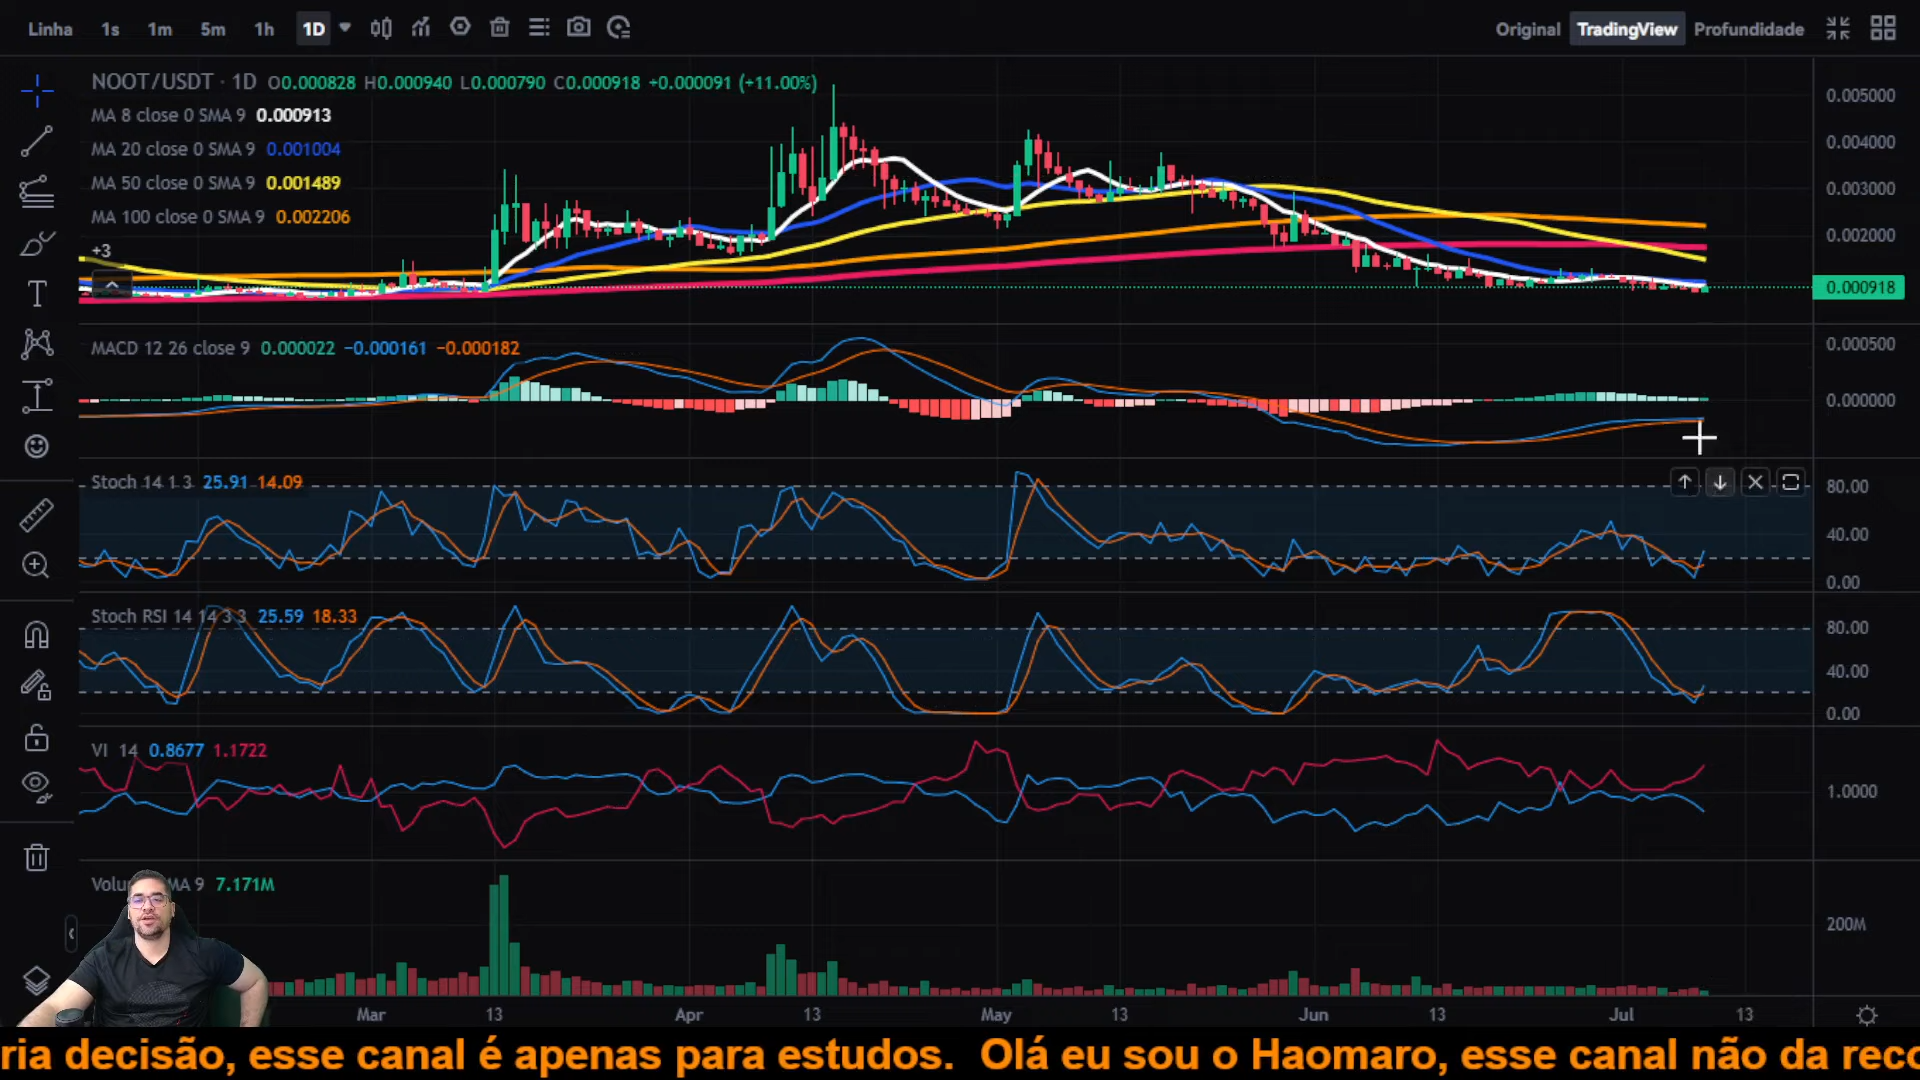 Linha 1s 1m 5m 1h 1D Original TradingView Profundidade
NOOT/USDT · 1D O0.000828 H0.000940 L0.000790 C0.000918 +0.000091 (+11.00%)
MA 8 close 0 SMA 9 0.000913
MA 20 close 0 SMA 9 0.001004
MA 50 close 0 SMA 9 0.001489
MA 100 close 0 SMA 9 0.002206
+3
0.005000
0.004000
0.003000
0.002000
0.000918
MACD 12 26 close 9 0.000022 −0.000161 −0.000182
0.000500
0.000000
Stoch 14 1 3 25.91 14.09
80.00
40.00
0.00
Stoch RSI 14 14 3 3 25.59 18.33
80.00
40.00
0.00
VI 14 0.8677 1.1722
1.0000
MA 9 7.171M
200M
Mar 13 Apr 13 May 13 Jun 13 Jul 13
ria decisão, esse canal é apenas para estudos. Olá eu sou o Haomaro, esse canal não da reco